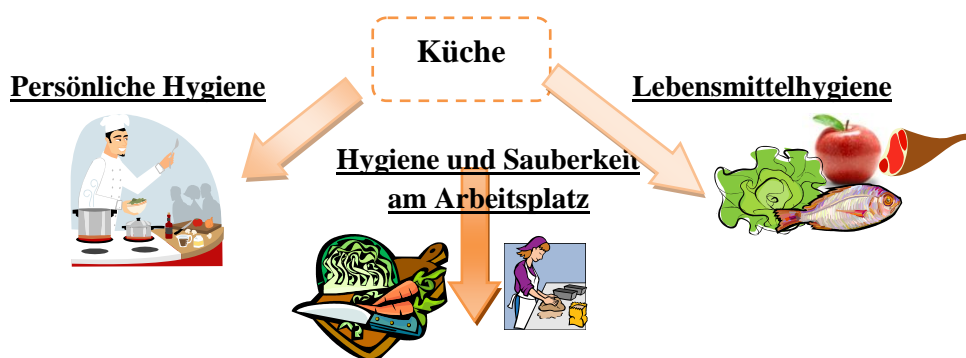 Küche
Persönliche Hygiene
Lebensmittelhygiene
Hygiene und Sauberkeit
am Arbeitsplatz